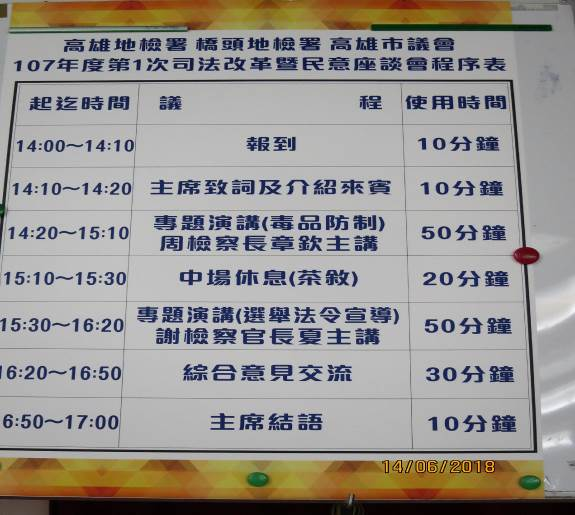 高雄地檢署 橋頭地檢署 高雄市議會
107年度第1次司法改革暨民意座談會程序表
起迄時間 議 程 使用時間
14:00～14:10 報到 10分鐘
14:10～14:20 主席致詞及介紹來賓 10分鐘
14:20～15:10 專題演講(毒品防制) 50分鐘
周檢察長章欽主講
15:10～15:30 中場休息(茶敘) 20分鐘
15:30～16:20 專題演講(選舉法令宣導) 50分鐘
謝檢察官長夏主講
16:20～16:50 綜合意見交流 30分鐘
6:50～17:00 主席結語 10分鐘
14/06/2018